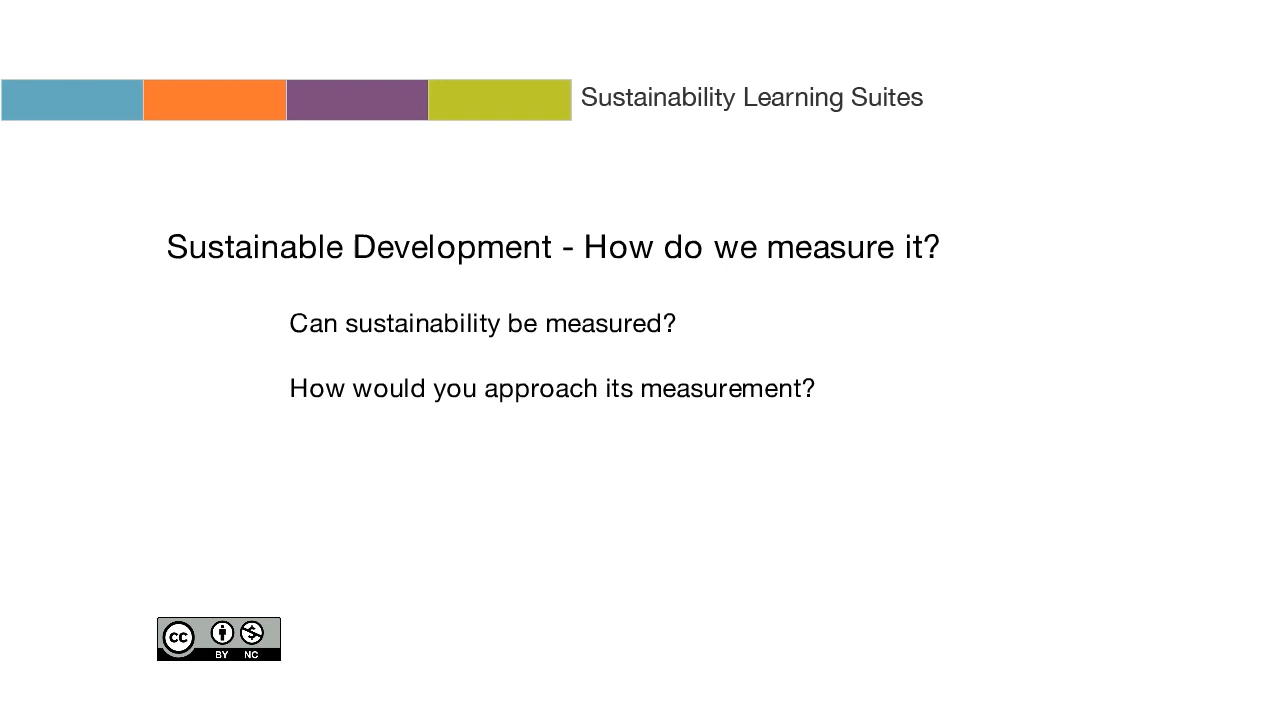 Sustainability Learning Suites
Sustainable Development - How do we measure it?
Can sustainability be measured?
How would you approach its measurement?
cc
BY NC